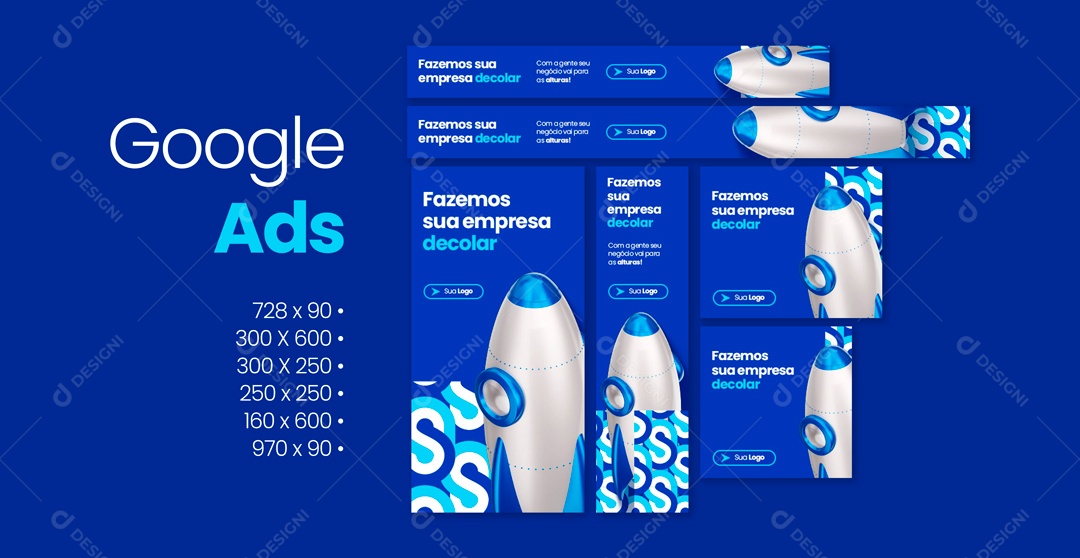 Google
Ads
728 x 90 •
300 X 600 •
300 X 250 •
250 x 250 •
160 x 600 •
970 x 90 •
Fazemos sua
empresa decolar
Com a gente seu
negócio vai para
as alturas!
Sua Logo
Fazemos sua
empresa decolar
Com a gente seu
negócio vai para
as alturas!
Sua Logo
Fazemos
sua empresa
decolar
Sua Logo
Fazemos
sua
empresa
decolar
Com a gente seu
negócio vai para
as alturas!
Sua Logo
Fazemos
sua empresa
decolar
Sua Logo
Fazemos
sua empresa
decolar
Sua Logo
DESIGNI